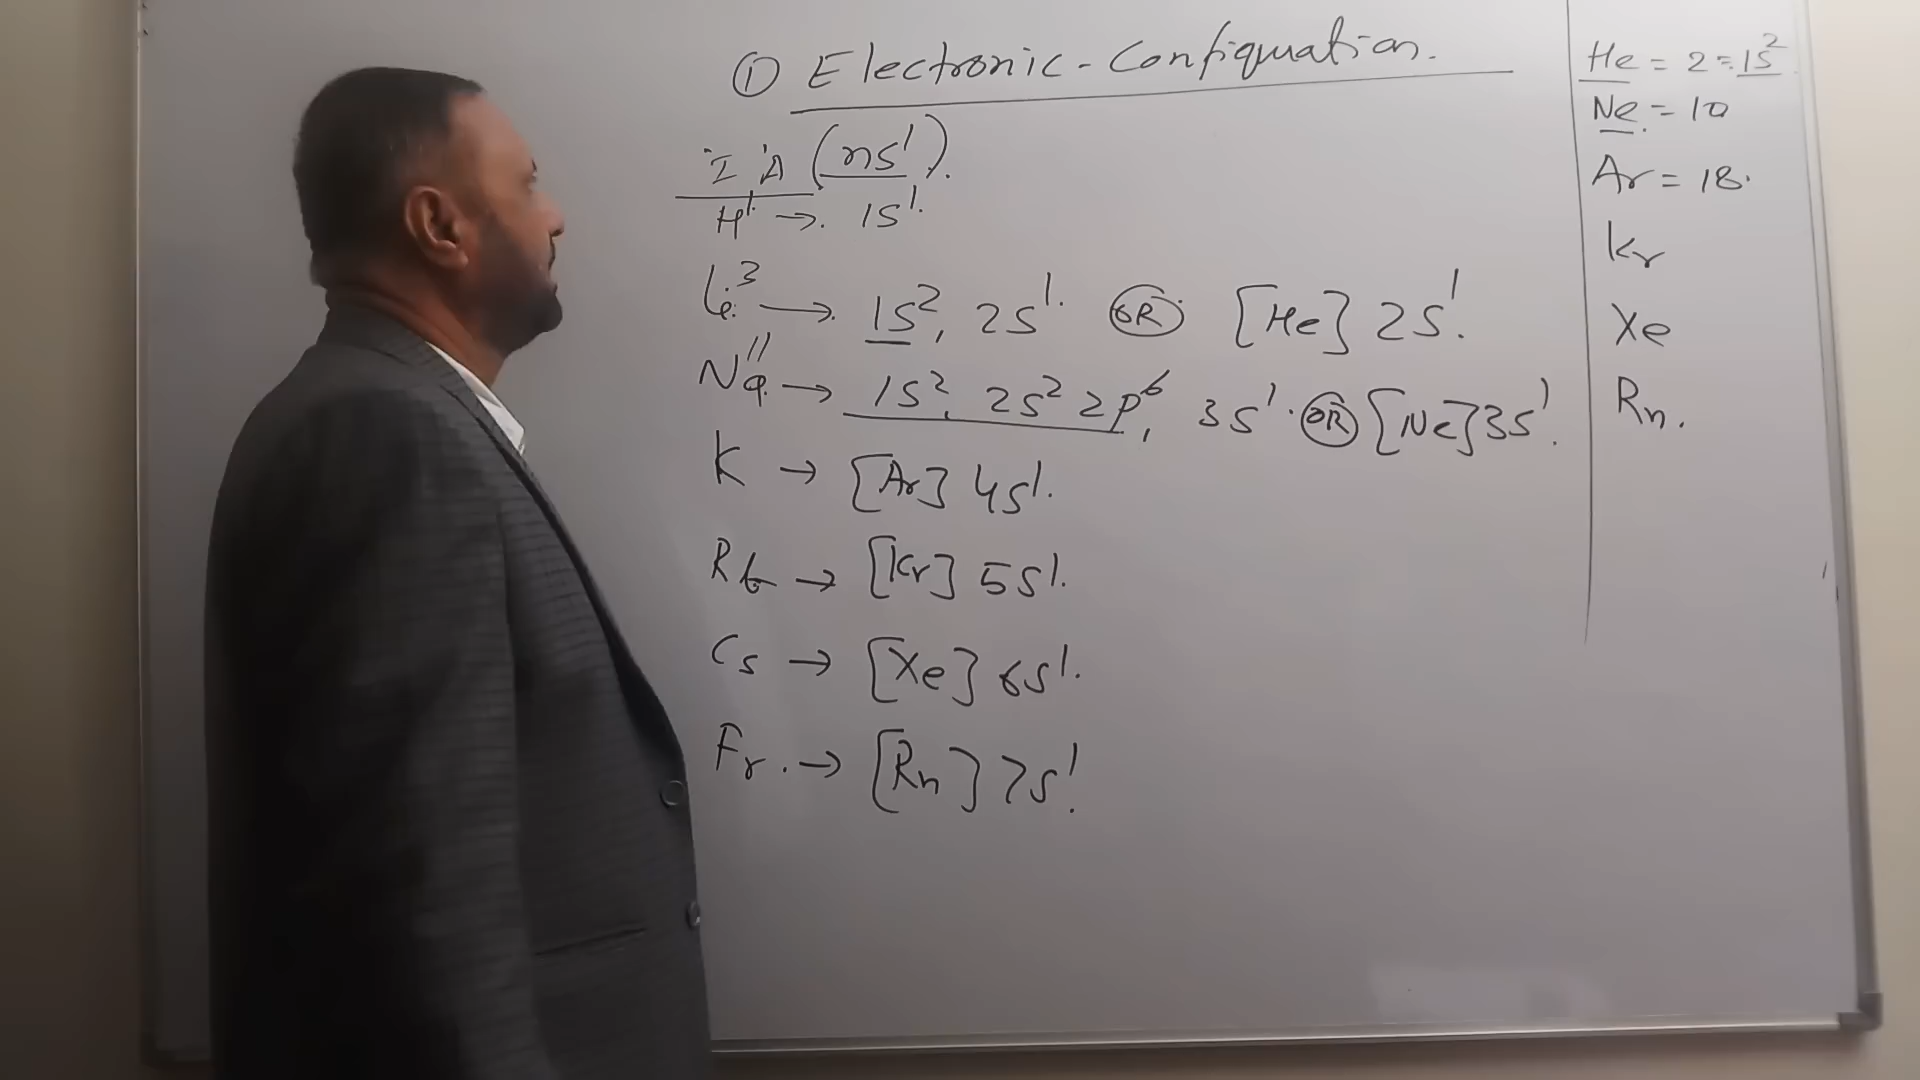 ① Electronic-Configuration.
IA (ns¹).
H¹ → 1S¹.
Li³ → 1S², 2S¹. OR [He] 2S¹.
Na¹¹ → 1S², 2S² 2P⁶, 3S¹. OR [Ne] 3S¹.
K → [Ar] 4S¹.
Rb → [Kr] 5S¹.
Cs → [Xe] 6S¹.
Fr. → [Rn] 7S¹.
He = 2 = 1S²
Ne = 10
Ar = 18.
Kr
Xe
Rn.